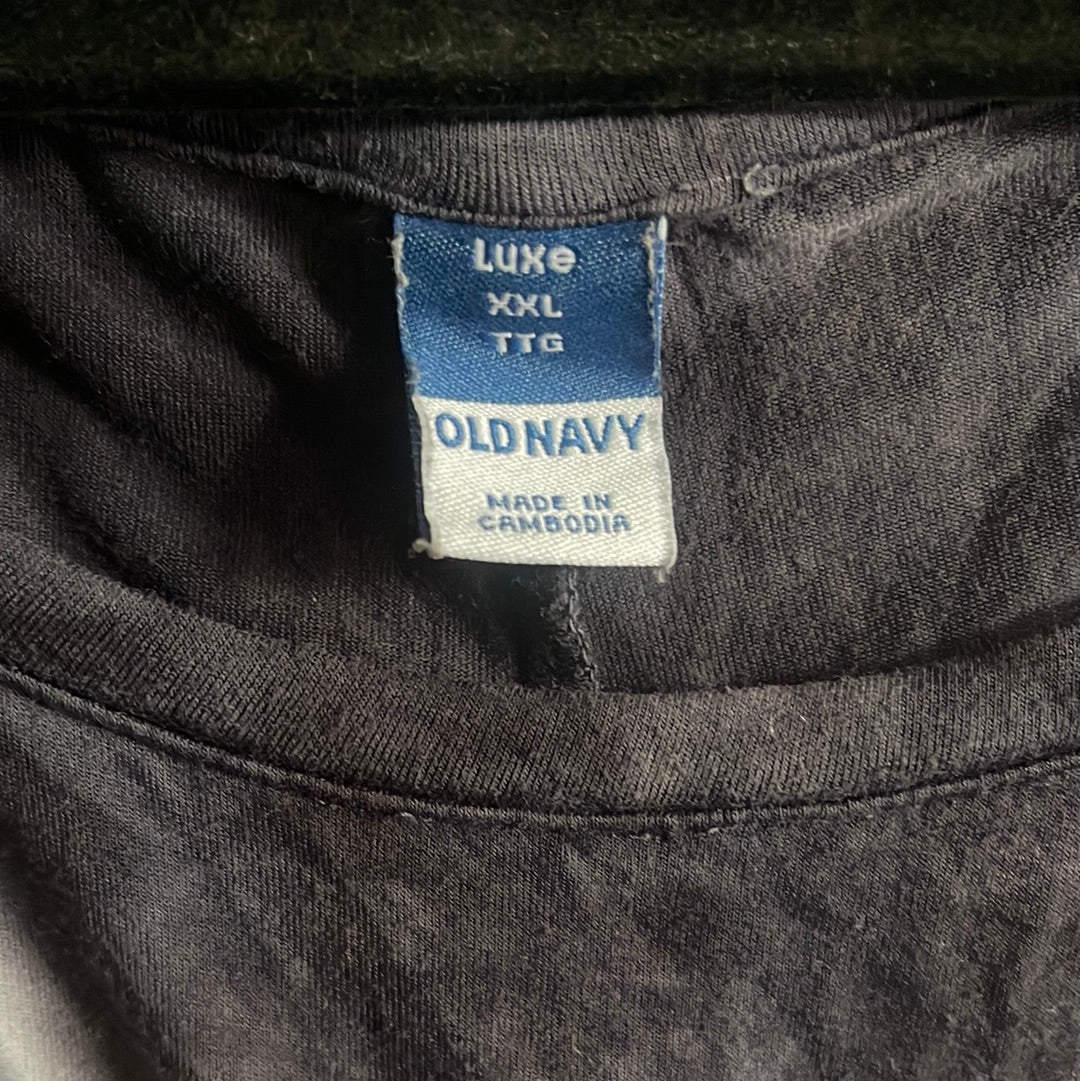 Luxe
XXL
TTG
OLD NAVY
MADE IN
CAMBODIA